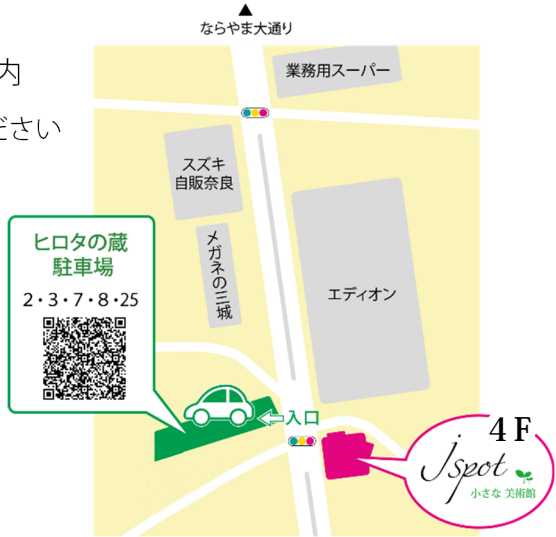 ならやま大通り
内
ださい
業務用スーパー
スズキ
自販奈良
メガネの三城
エディオン
ヒロタの蔵
駐車場
2・3・7・8・25
入口
4F
jspot
小さな 美術館